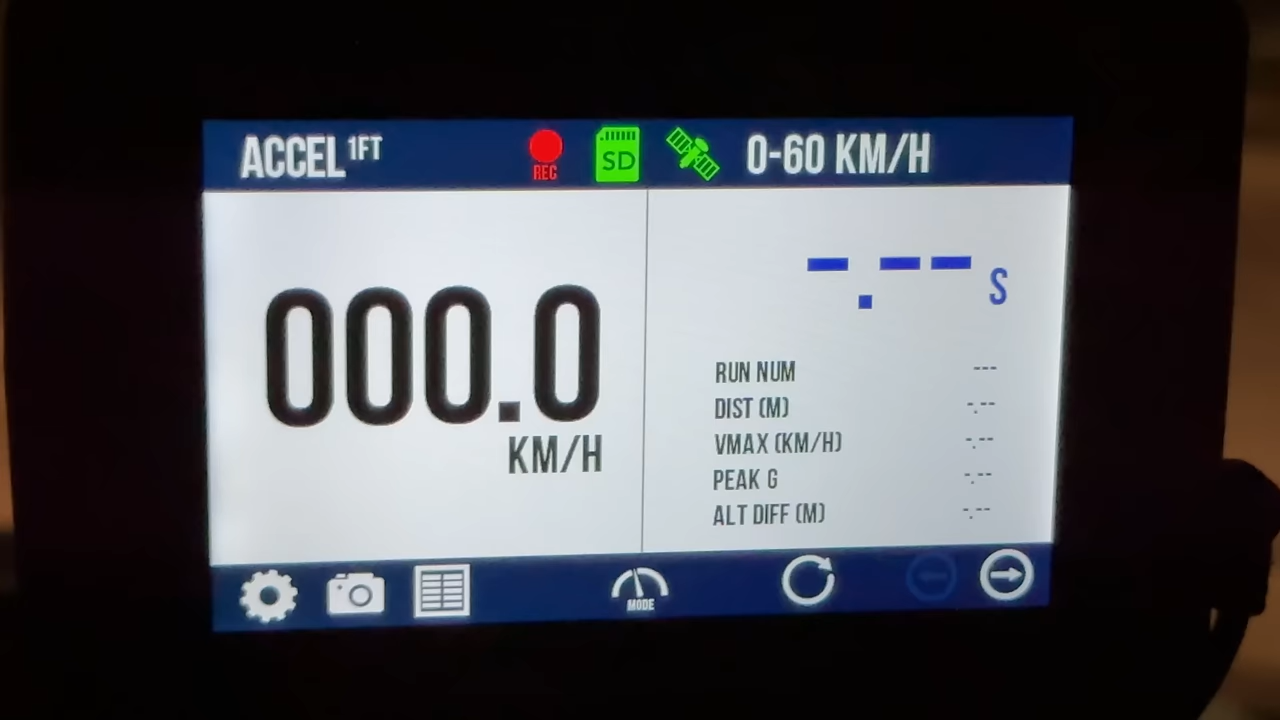 ACCEL 1FT
REC
SD
0-60 KM/H
000.0
KM/H
-.-- S
RUN NUM ---
DIST (M) -.--
VMAX (KM/H) -.--
PEAK G -.--
ALT DIFF (M) -.--
MODE